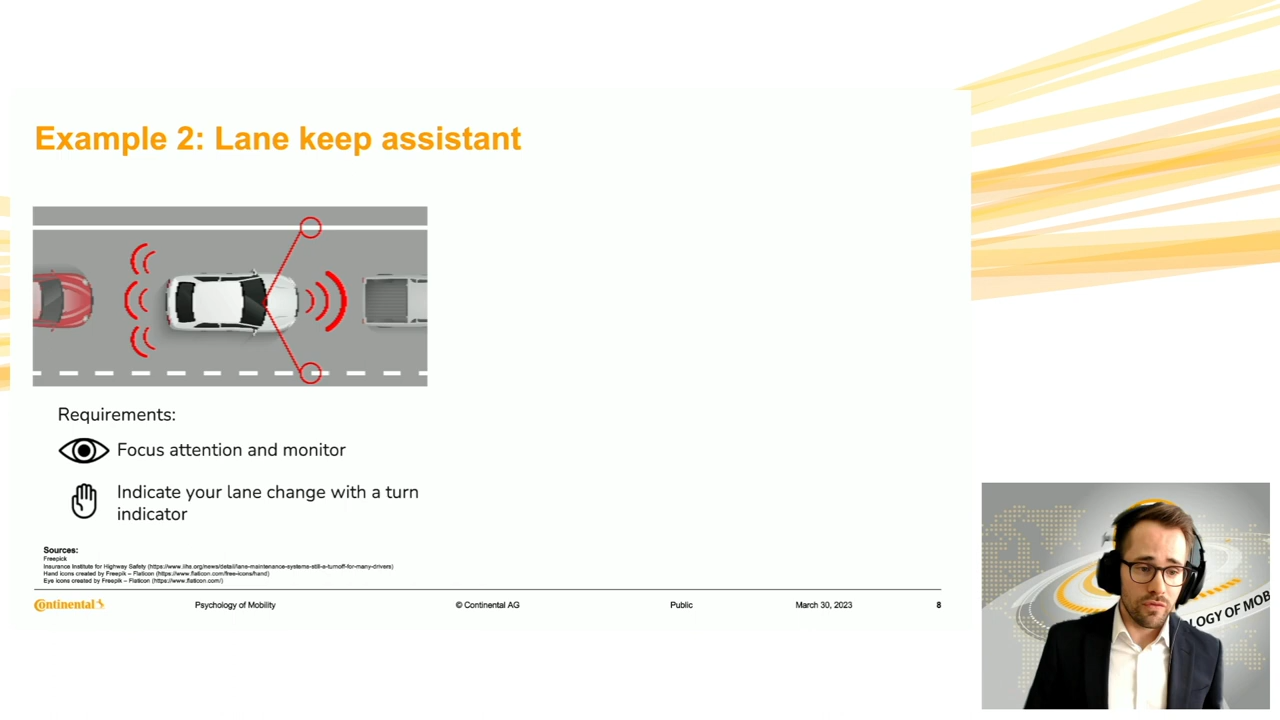 Example 2: Lane keep assistant
Requirements:
Focus attention and monitor
Indicate your lane change with a turn
indicator
Sources:
Freepick
Insurance Institute for Highway Safety (https://www.iihs.org/news/detail/lane-maintenance-systems-still-a-turnoff-for-many-drivers)
Hand icons created by Freepik – Flaticon (https://www.flaticon.com/free-icons/hand)
Eye icons created by Freepik – Flaticon (https://www.flaticon.com/)
Continental
Psychology of Mobility
© Continental AG
Public
March 30, 2023
8
LOGY OF MOB